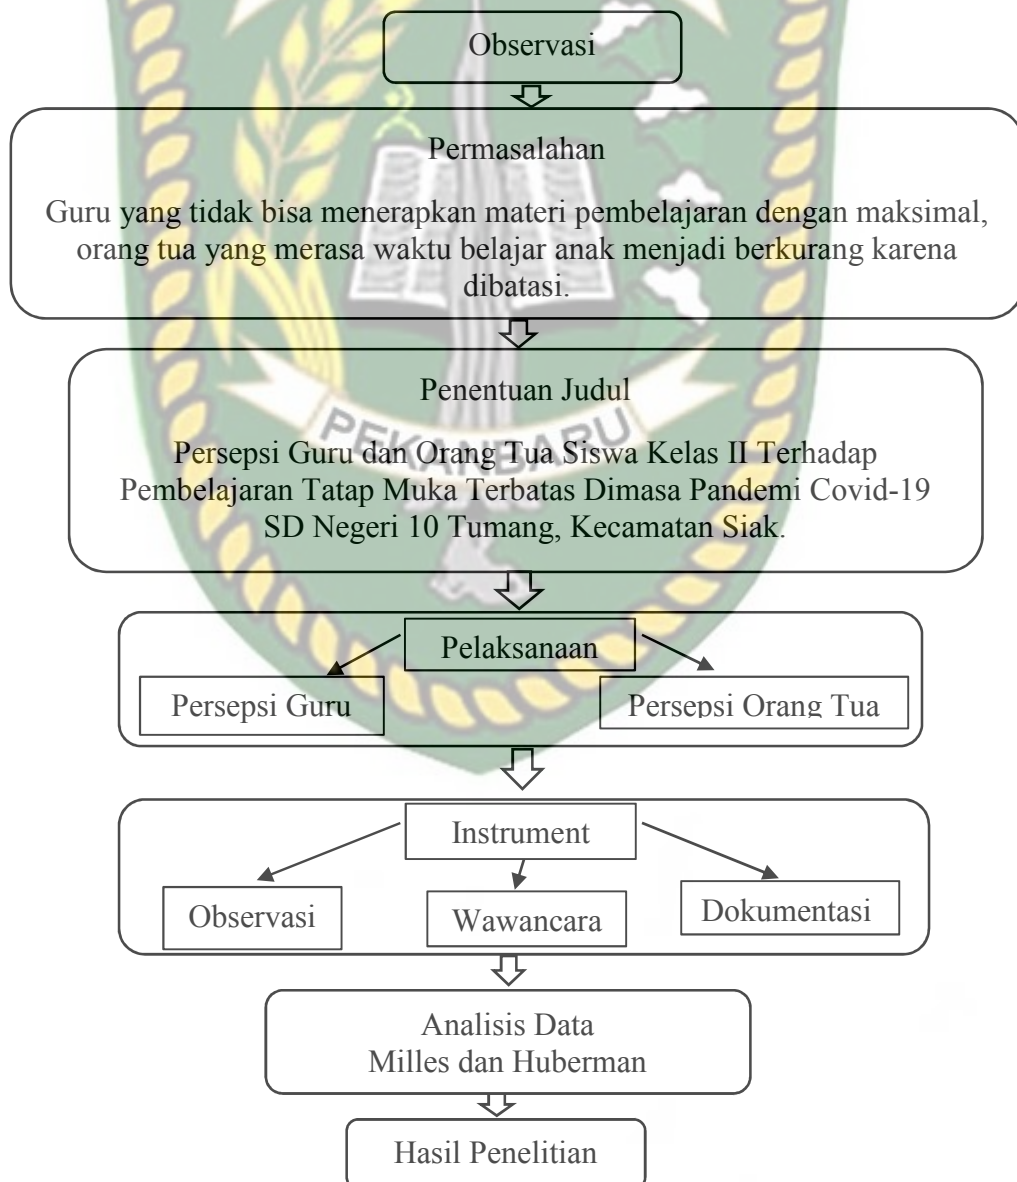 Observasi
Permasalahan
Guru yang tidak bisa menerapkan materi pembelajaran dengan maksimal,
orang tua yang merasa waktu belajar anak menjadi berkurang karena
dibatasi.
Penentuan Judul
PEKANBARU
Persepsi Guru dan Orang Tua Siswa Kelas II Terhadap
Pembelajaran Tatap Muka Terbatas Dimasa Pandemi Covid-19
SD Negeri 10 Tumang, Kecamatan Siak.
Pelaksanaan
Persepsi Guru
Persepsi Orang Tua
Instrument
Observasi
Wawancara
Dokumentasi
Analisis Data
Milles dan Huberman
Hasil Penelitian